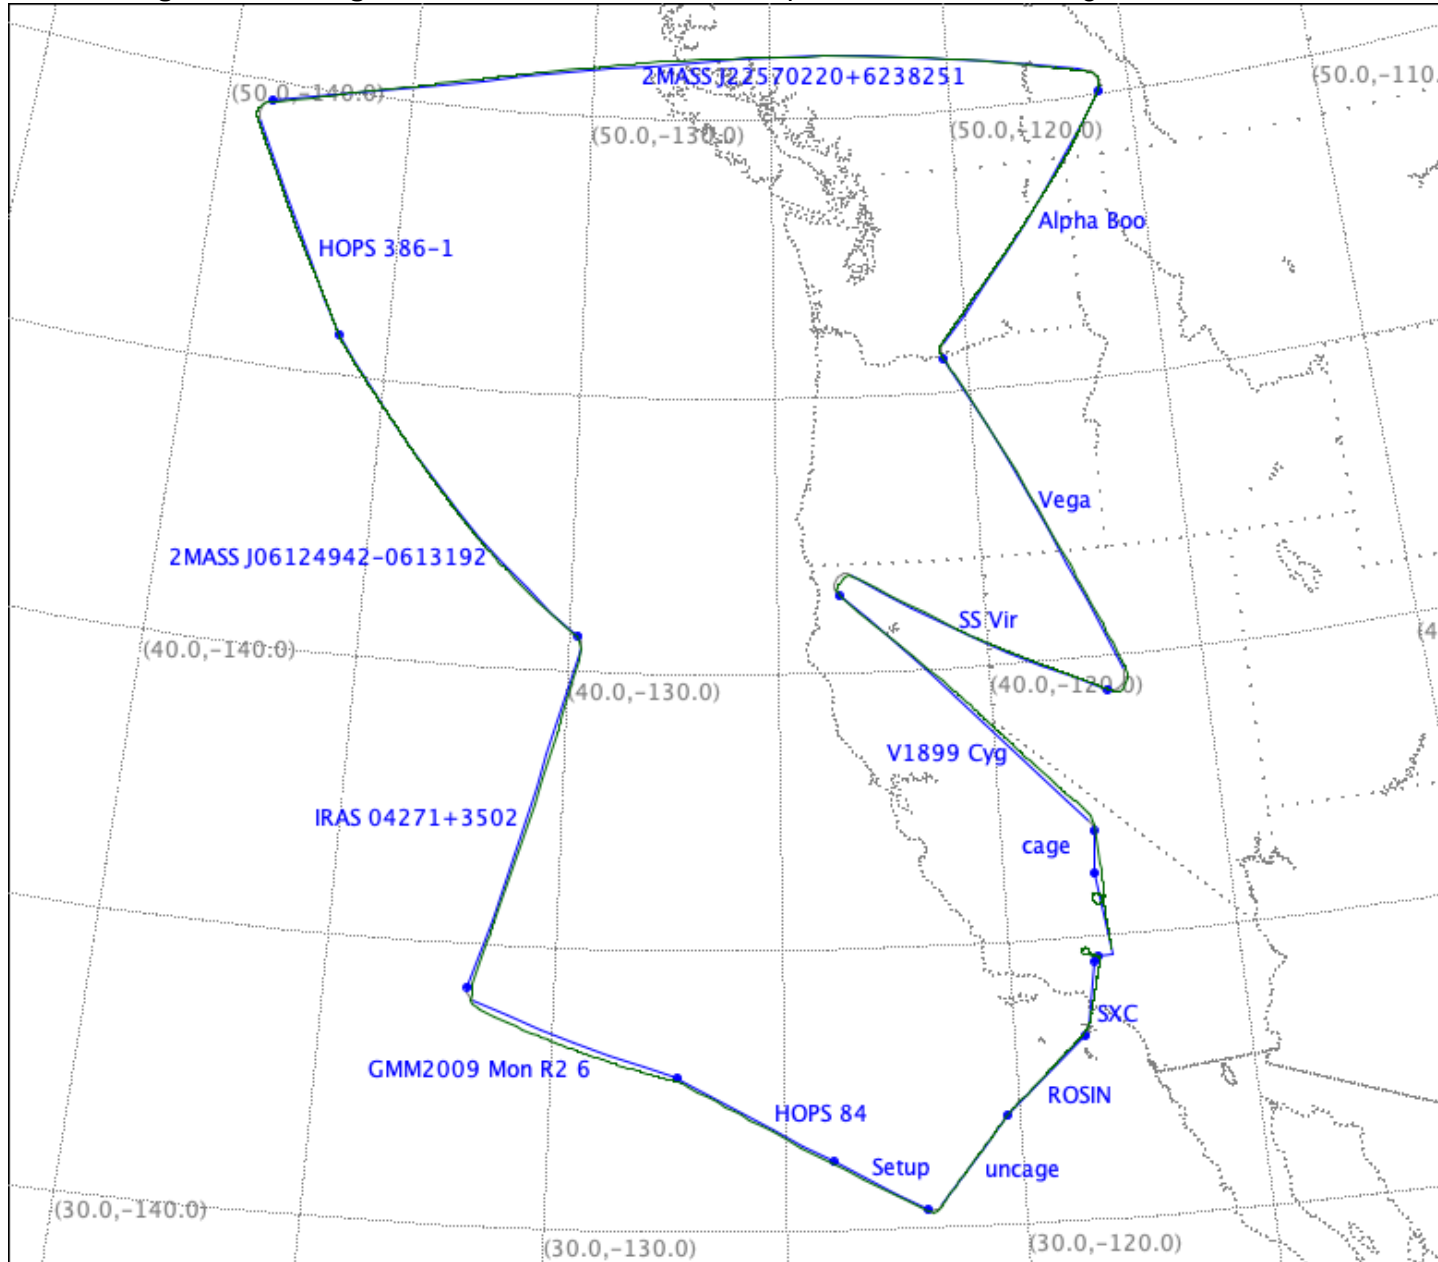 2MASS J22570220+6238251
(50.0,-110.
(50.0,-140.0)
(50.0,-130.0)
(50.0,-120.0)
Alpha Boo
HOPS 386-1
Vega
2MASS J06124942-0613192
SS Vir
(4
(40.0,-140.0)
(40.0,-130.0)
(40.0,-120.0)
V1899 Cyg
IRAS 04271+3502
cage
SXC
GMM2009 Mon R2 6
ROSIN
HOPS 84
Setup
uncage
(30.0,-140.0)
(30.0,-130.0)
(30.0,-120.0)